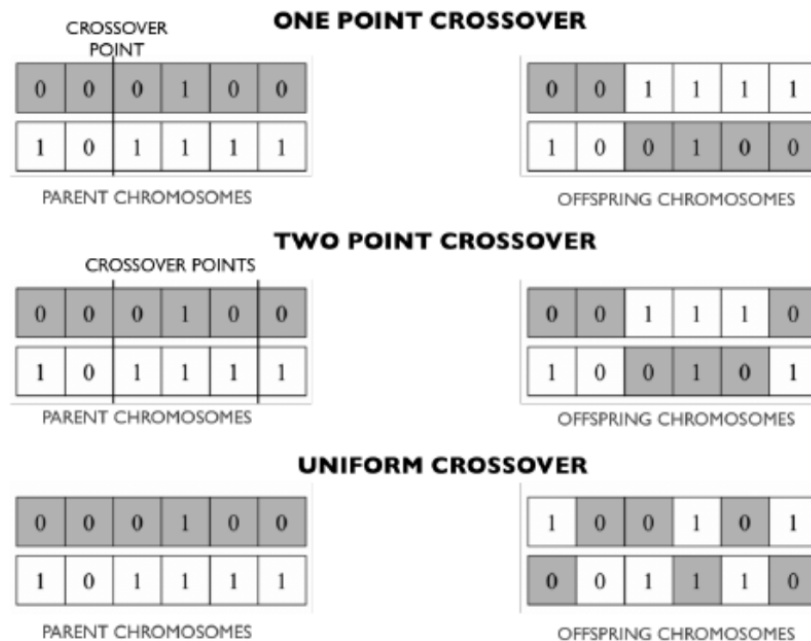 ONE POINT CROSSOVER
CROSSOVER
POINT
0 0 0 1 0 0
0 0 1 1 1 1
1 0 1 1 1 1
1 0 0 1 0 0
PARENT CHROMOSOMES
OFFSPRING CHROMOSOMES
TWO POINT CROSSOVER
CROSSOVER POINTS
0 0 0 1 0 0
0 0 1 1 1 0
1 0 1 1 1 1
1 0 0 1 0 1
PARENT CHROMOSOMES
OFFSPRING CHROMOSOMES
UNIFORM CROSSOVER
0 0 0 1 0 0
1 0 0 1 0 1
1 0 1 1 1 1
0 0 1 1 1 0
PARENT CHROMOSOMES
OFFSPRING CHROMOSOMES